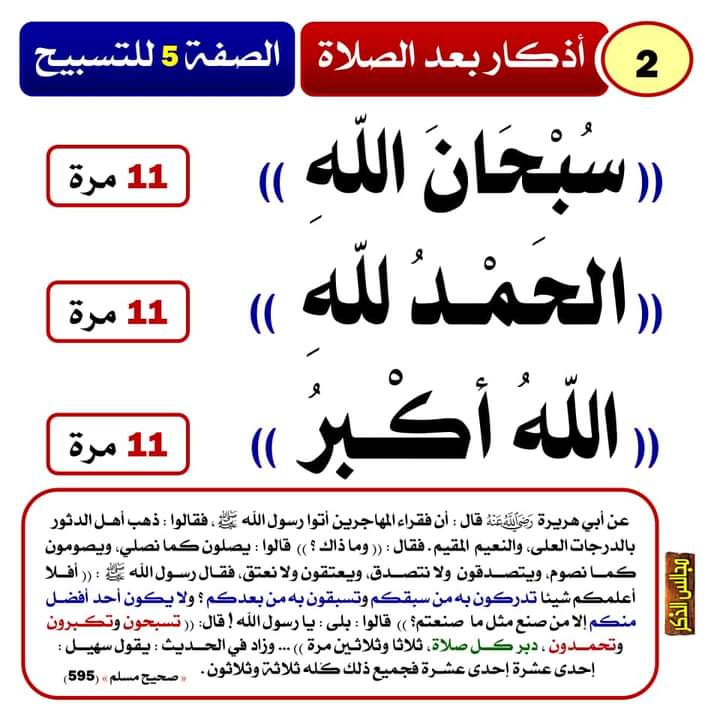 2 أذكار بعد الصلاة الصفة 5 للتسبيح
(( سُبْحَانَ اللّهِ )) 11 مرة
(( الحَمْدُ للّهِ )) 11 مرة
(( اللّهُ أكْبرُ )) 11 مرة
عن أبي هريرة رَضِيَ اللَّهُ عَنْهُ قال : أن فقراء المهاجرين أتوا رسول الله ﷺ ، فقالوا : ذهب أهل الدثور
بالدرجات العلى، والنعيم المقيم . فقال : (( وما ذاك ؟ )) قالوا : يصلون كما نصلي، ويصومون
كما نصوم، ويتصدقون ولا نتصدق، ويعتقون ولا نعتق، فقال رسول الله ﷺ : (( أفلا
أعلمكم شيئا تدركون به من سبقكم وتسبقون به من بعدكم ؟ ولا يكون أحد أفضل
منكم إلا من صنع مثل ما صنعتم؟ )) قالوا : بلى : يا رسول الله ! قال: (( تسبحون وتكبرون
وتحمدون ، دبر كل صلاة، ثلاثا وثلاثين مرة )) ... وزاد في الحديث : يقول سهيل :
إحدى عشرة إحدى عشرة فجميع ذلك كله ثلاثة وثلاثون. « صحيح مسلم » (595)
مجالس الذكر